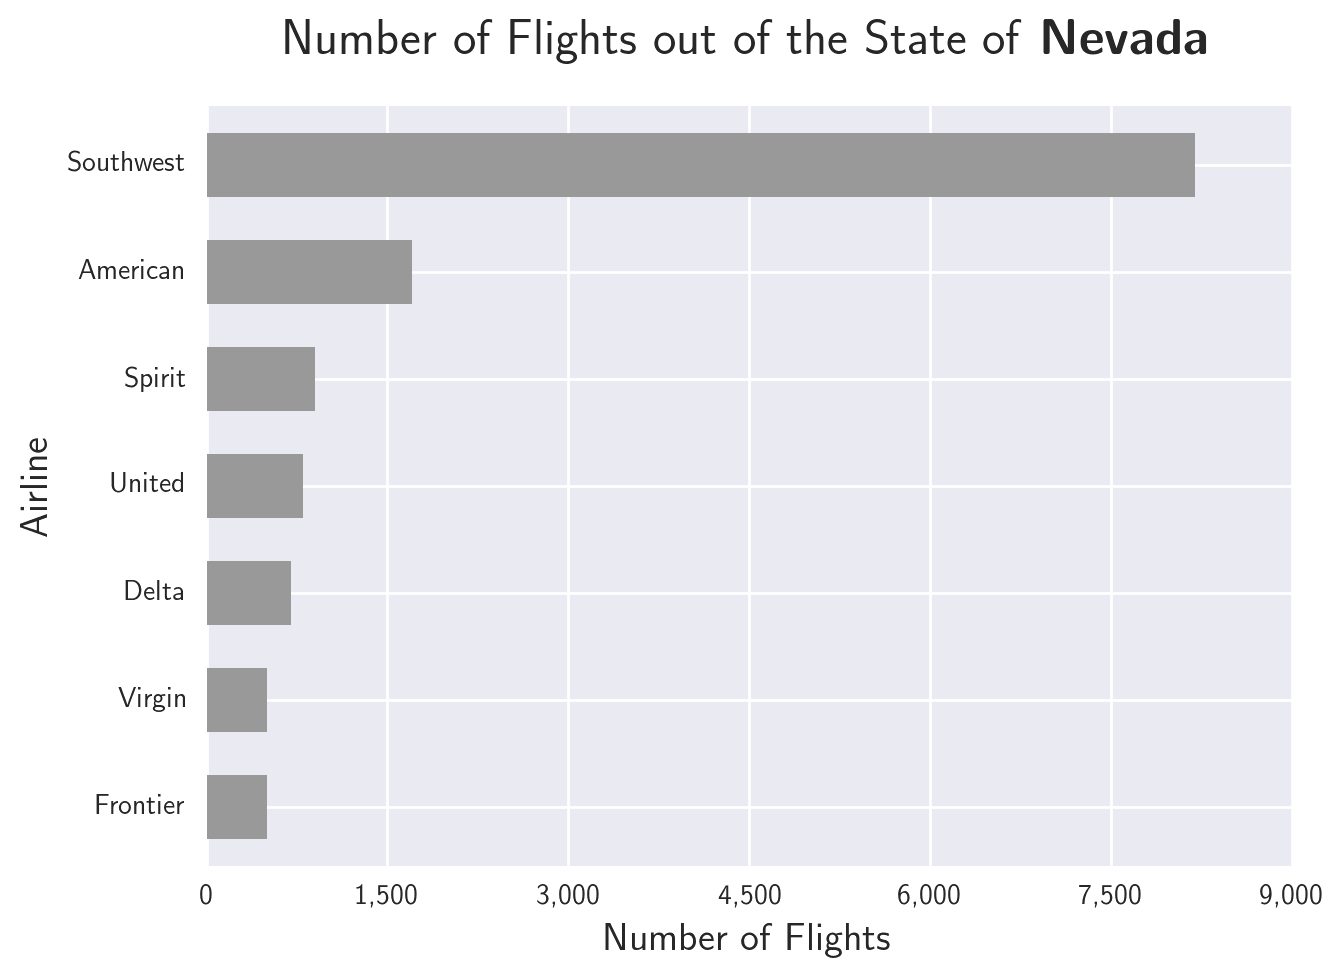 Number of Flights out of the State of Nevada
Southwest
American
Spirit
United
Delta
Virgin
Frontier
Airline
0 1,500 3,000 4,500 6,000 7,500 9,000
Number of Flights